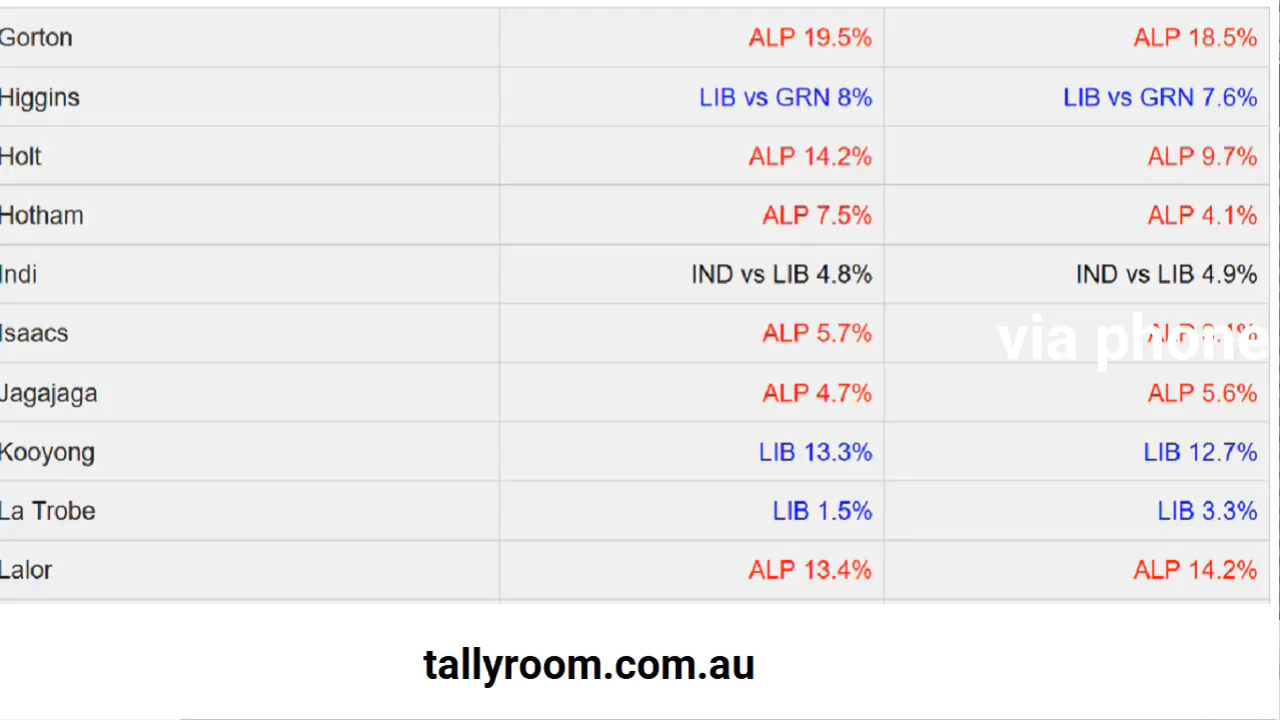 Gorton ALP 19.5% ALP 18.5%
Higgins LIB vs GRN 8% LIB vs GRN 7.6%
Holt ALP 14.2% ALP 9.7%
Hotham ALP 7.5% ALP 4.1%
Indi IND vs LIB 4.8% IND vs LIB 4.9%
Isaacs ALP 5.7% ALP
via phone
Jagajaga ALP 4.7% ALP 5.6%
Kooyong LIB 13.3% LIB 12.7%
La Trobe LIB 1.5% LIB 3.3%
Lalor ALP 13.4% ALP 14.2%
tallyroom.com.au